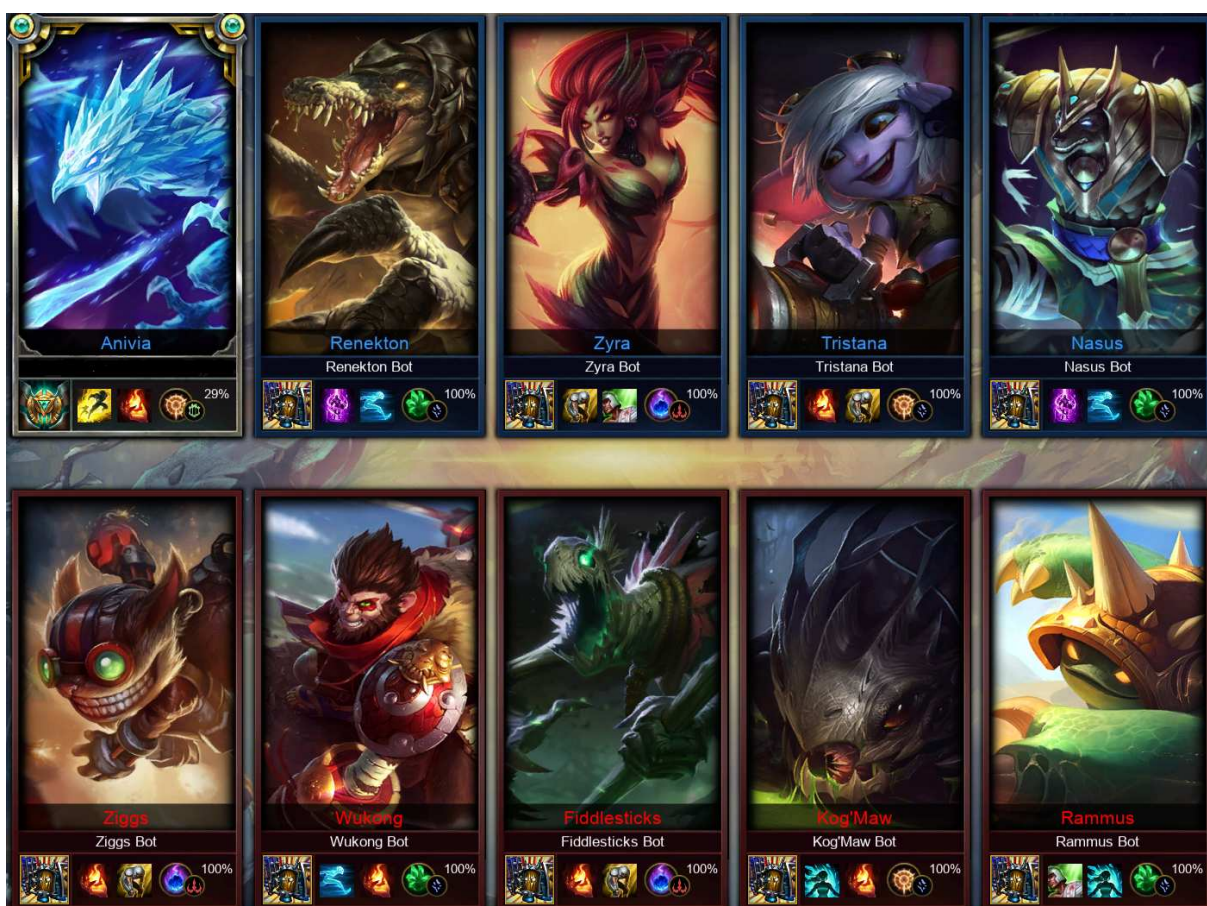 Anivia
29%
Renekton
Renekton Bot
100%
Zyra
Zyra Bot
100%
Tristana
Tristana Bot
100%
Nasus
Nasus Bot
100%
Ziggs
Ziggs Bot
100%
Wukong
Wukong Bot
100%
Fiddlesticks
Fiddlesticks Bot
100%
Kog'Maw
Kog'Maw Bot
100%
Rammus
Rammus Bot
100%